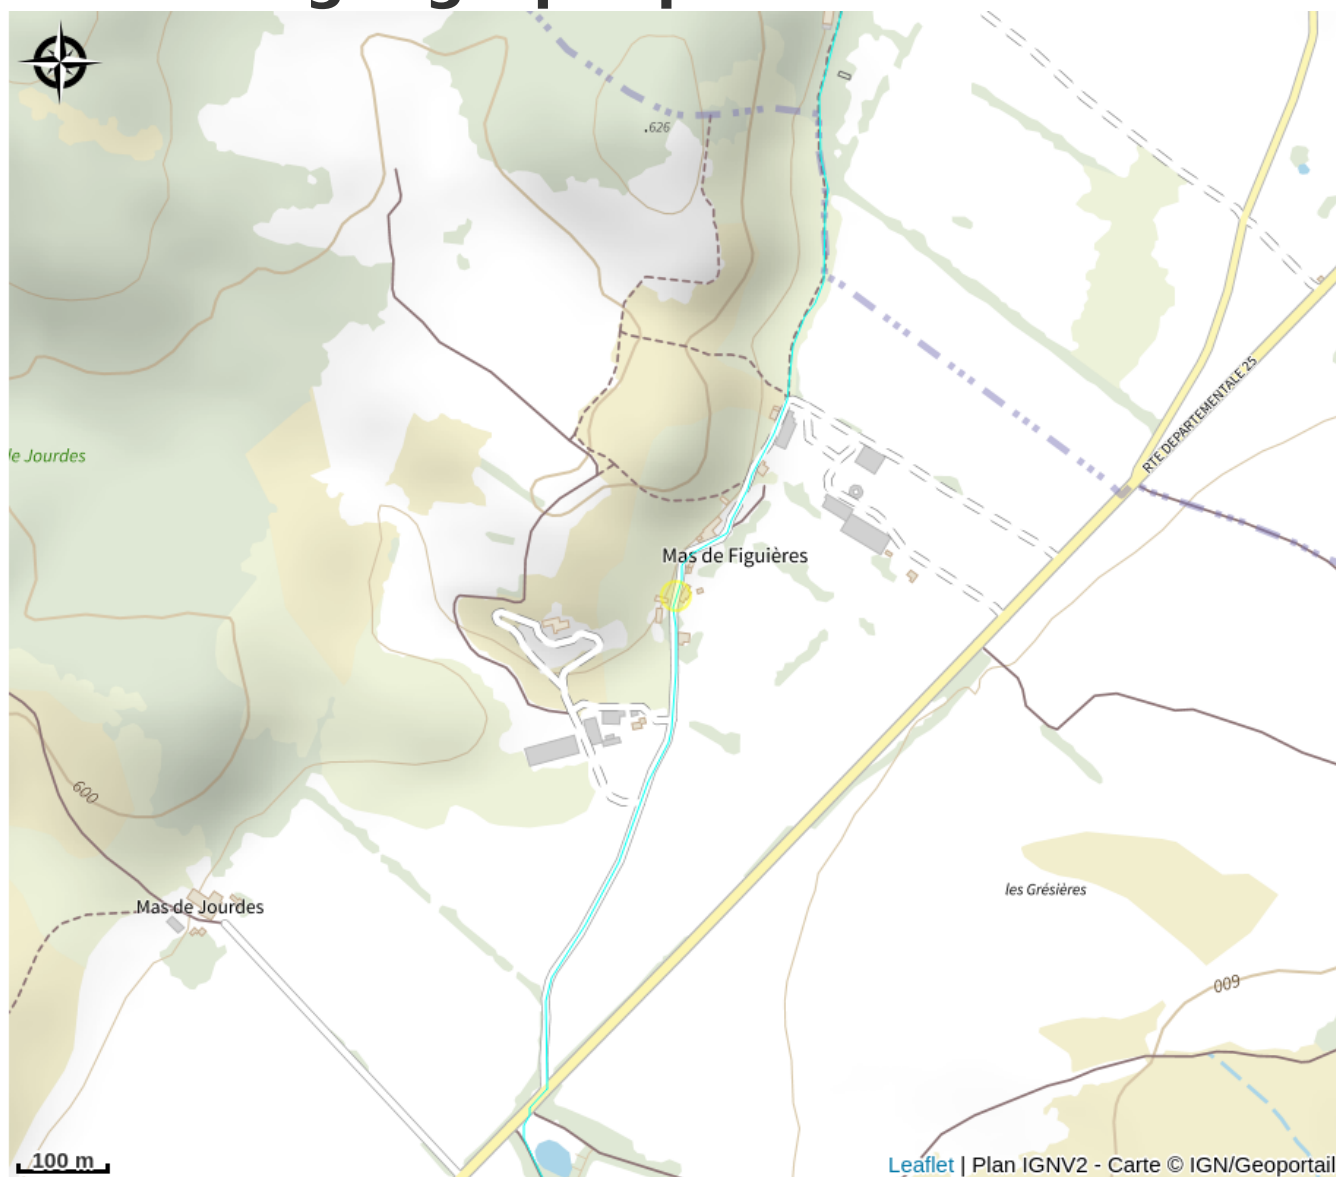 .626
RTE DEPARTEMENTALE 25
le Jourdes
Mas de Figuières
600
les Grésières
Mas de Jourdes
600
100 m
Leaflet | Plan IGNV2 - Carte © IGN/Geoportail